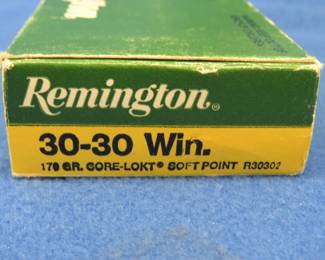 Remington®
30-30 Win.
170 GR. CORE-LOKT® SOFT POINT R30302